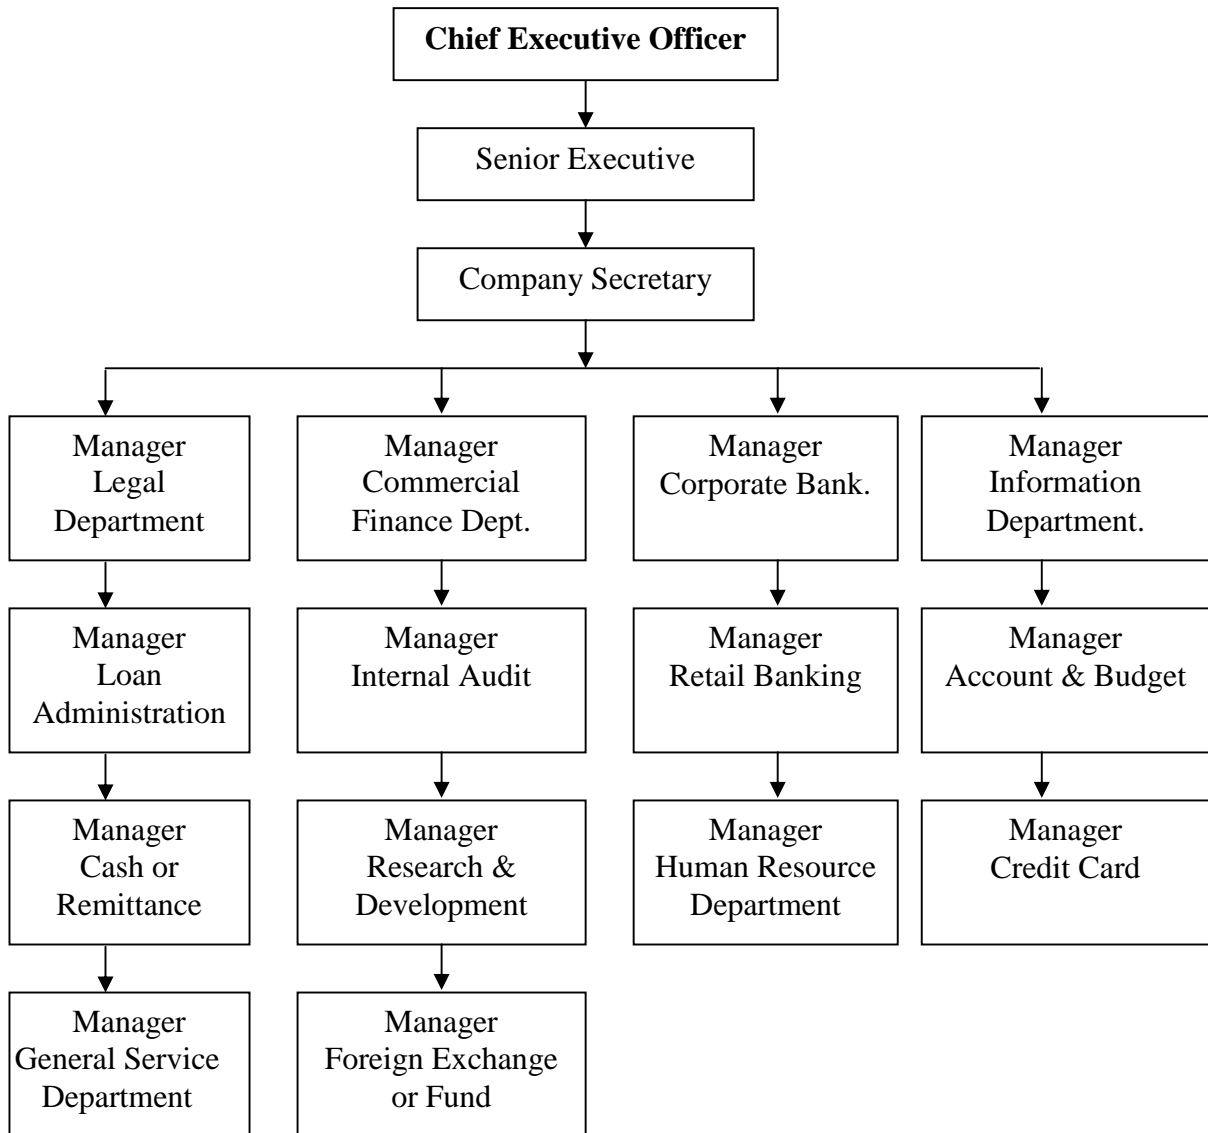 Chief Executive Officer
Senior Executive
Company Secretary
Manager
Legal
Department
Manager
Commercial
Finance Dept.
Manager
Corporate Bank.
Manager
Information
Department.
Manager
Loan
Administration
Manager
Internal Audit
Manager
Retail Banking
Manager
Account & Budget
Manager
Cash or
Remittance
Manager
Research &
Development
Manager
Human Resource
Department
Manager
Credit Card
Manager
General Service
Department
Manager
Foreign Exchange
or Fund